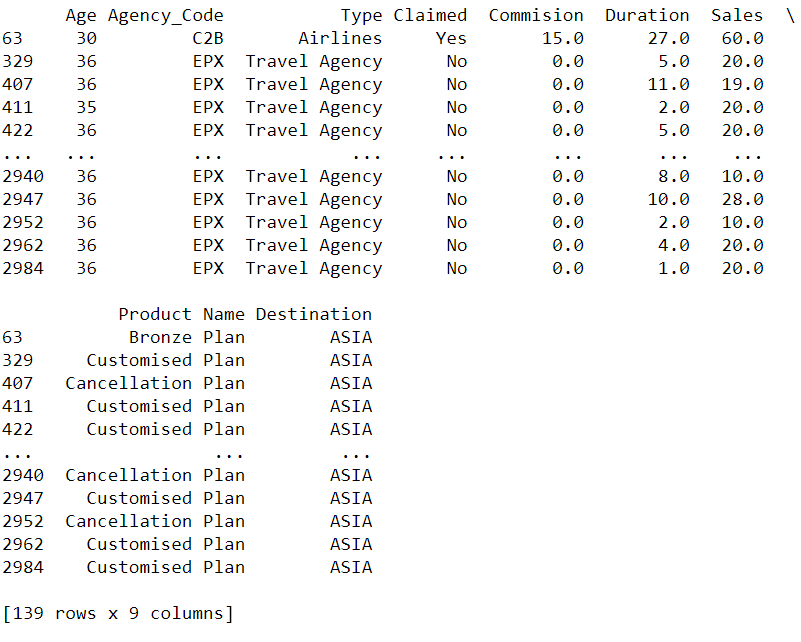 Age Agency_Code Type Claimed Commision Duration Sales \
63 30 C2B Airlines Yes 15.0 27.0 60.0
329 36 EPX Travel Agency No 0.0 5.0 20.0
407 36 EPX Travel Agency No 0.0 11.0 19.0
411 35 EPX Travel Agency No 0.0 2.0 20.0
422 36 EPX Travel Agency No 0.0 5.0 20.0
... ... ... ... ... ... ... ...
2940 36 EPX Travel Agency No 0.0 8.0 10.0
2947 36 EPX Travel Agency No 0.0 10.0 28.0
2952 36 EPX Travel Agency No 0.0 2.0 10.0
2962 36 EPX Travel Agency No 0.0 4.0 20.0
2984 36 EPX Travel Agency No 0.0 1.0 20.0
Product Name Destination
63 Bronze Plan ASIA
329 Customised Plan ASIA
407 Cancellation Plan ASIA
411 Customised Plan ASIA
422 Customised Plan ASIA
... ... ...
2940 Cancellation Plan ASIA
2947 Customised Plan ASIA
2952 Cancellation Plan ASIA
2962 Customised Plan ASIA
2984 Customised Plan ASIA
[139 rows x 9 columns]